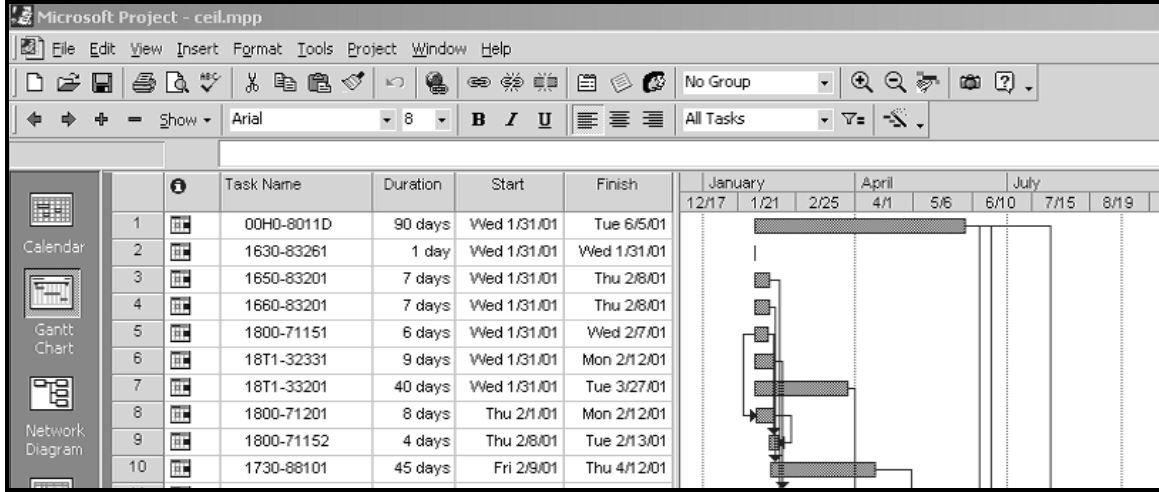 Microsoft Project - ceil.mpp
File Edit View Insert Format Tools Project Window Help
No Group
Show Arial 8 B I U All Tasks
Task Name Duration Start Finish January April July
12/17 1/21 2/25 4/1 5/6 6/10 7/15 8/19
Calendar
Gantt Chart
Network Diagram
1 00H0-8011D 90 days Wed 1/31/01 Tue 6/5/01
2 1630-83261 1 day Wed 1/31/01 Wed 1/31/01
3 1650-83201 7 days Wed 1/31/01 Thu 2/8/01
4 1660-83201 7 days Wed 1/31/01 Thu 2/8/01
5 1800-71151 6 days Wed 1/31/01 Wed 2/7/01
6 18T1-32331 9 days Wed 1/31/01 Mon 2/12/01
7 18T1-33201 40 days Wed 1/31/01 Tue 3/27/01
8 1800-71201 8 days Thu 2/1/01 Mon 2/12/01
9 1800-71152 4 days Thu 2/8/01 Tue 2/13/01
10 1730-88101 45 days Fri 2/9/01 Thu 4/12/01